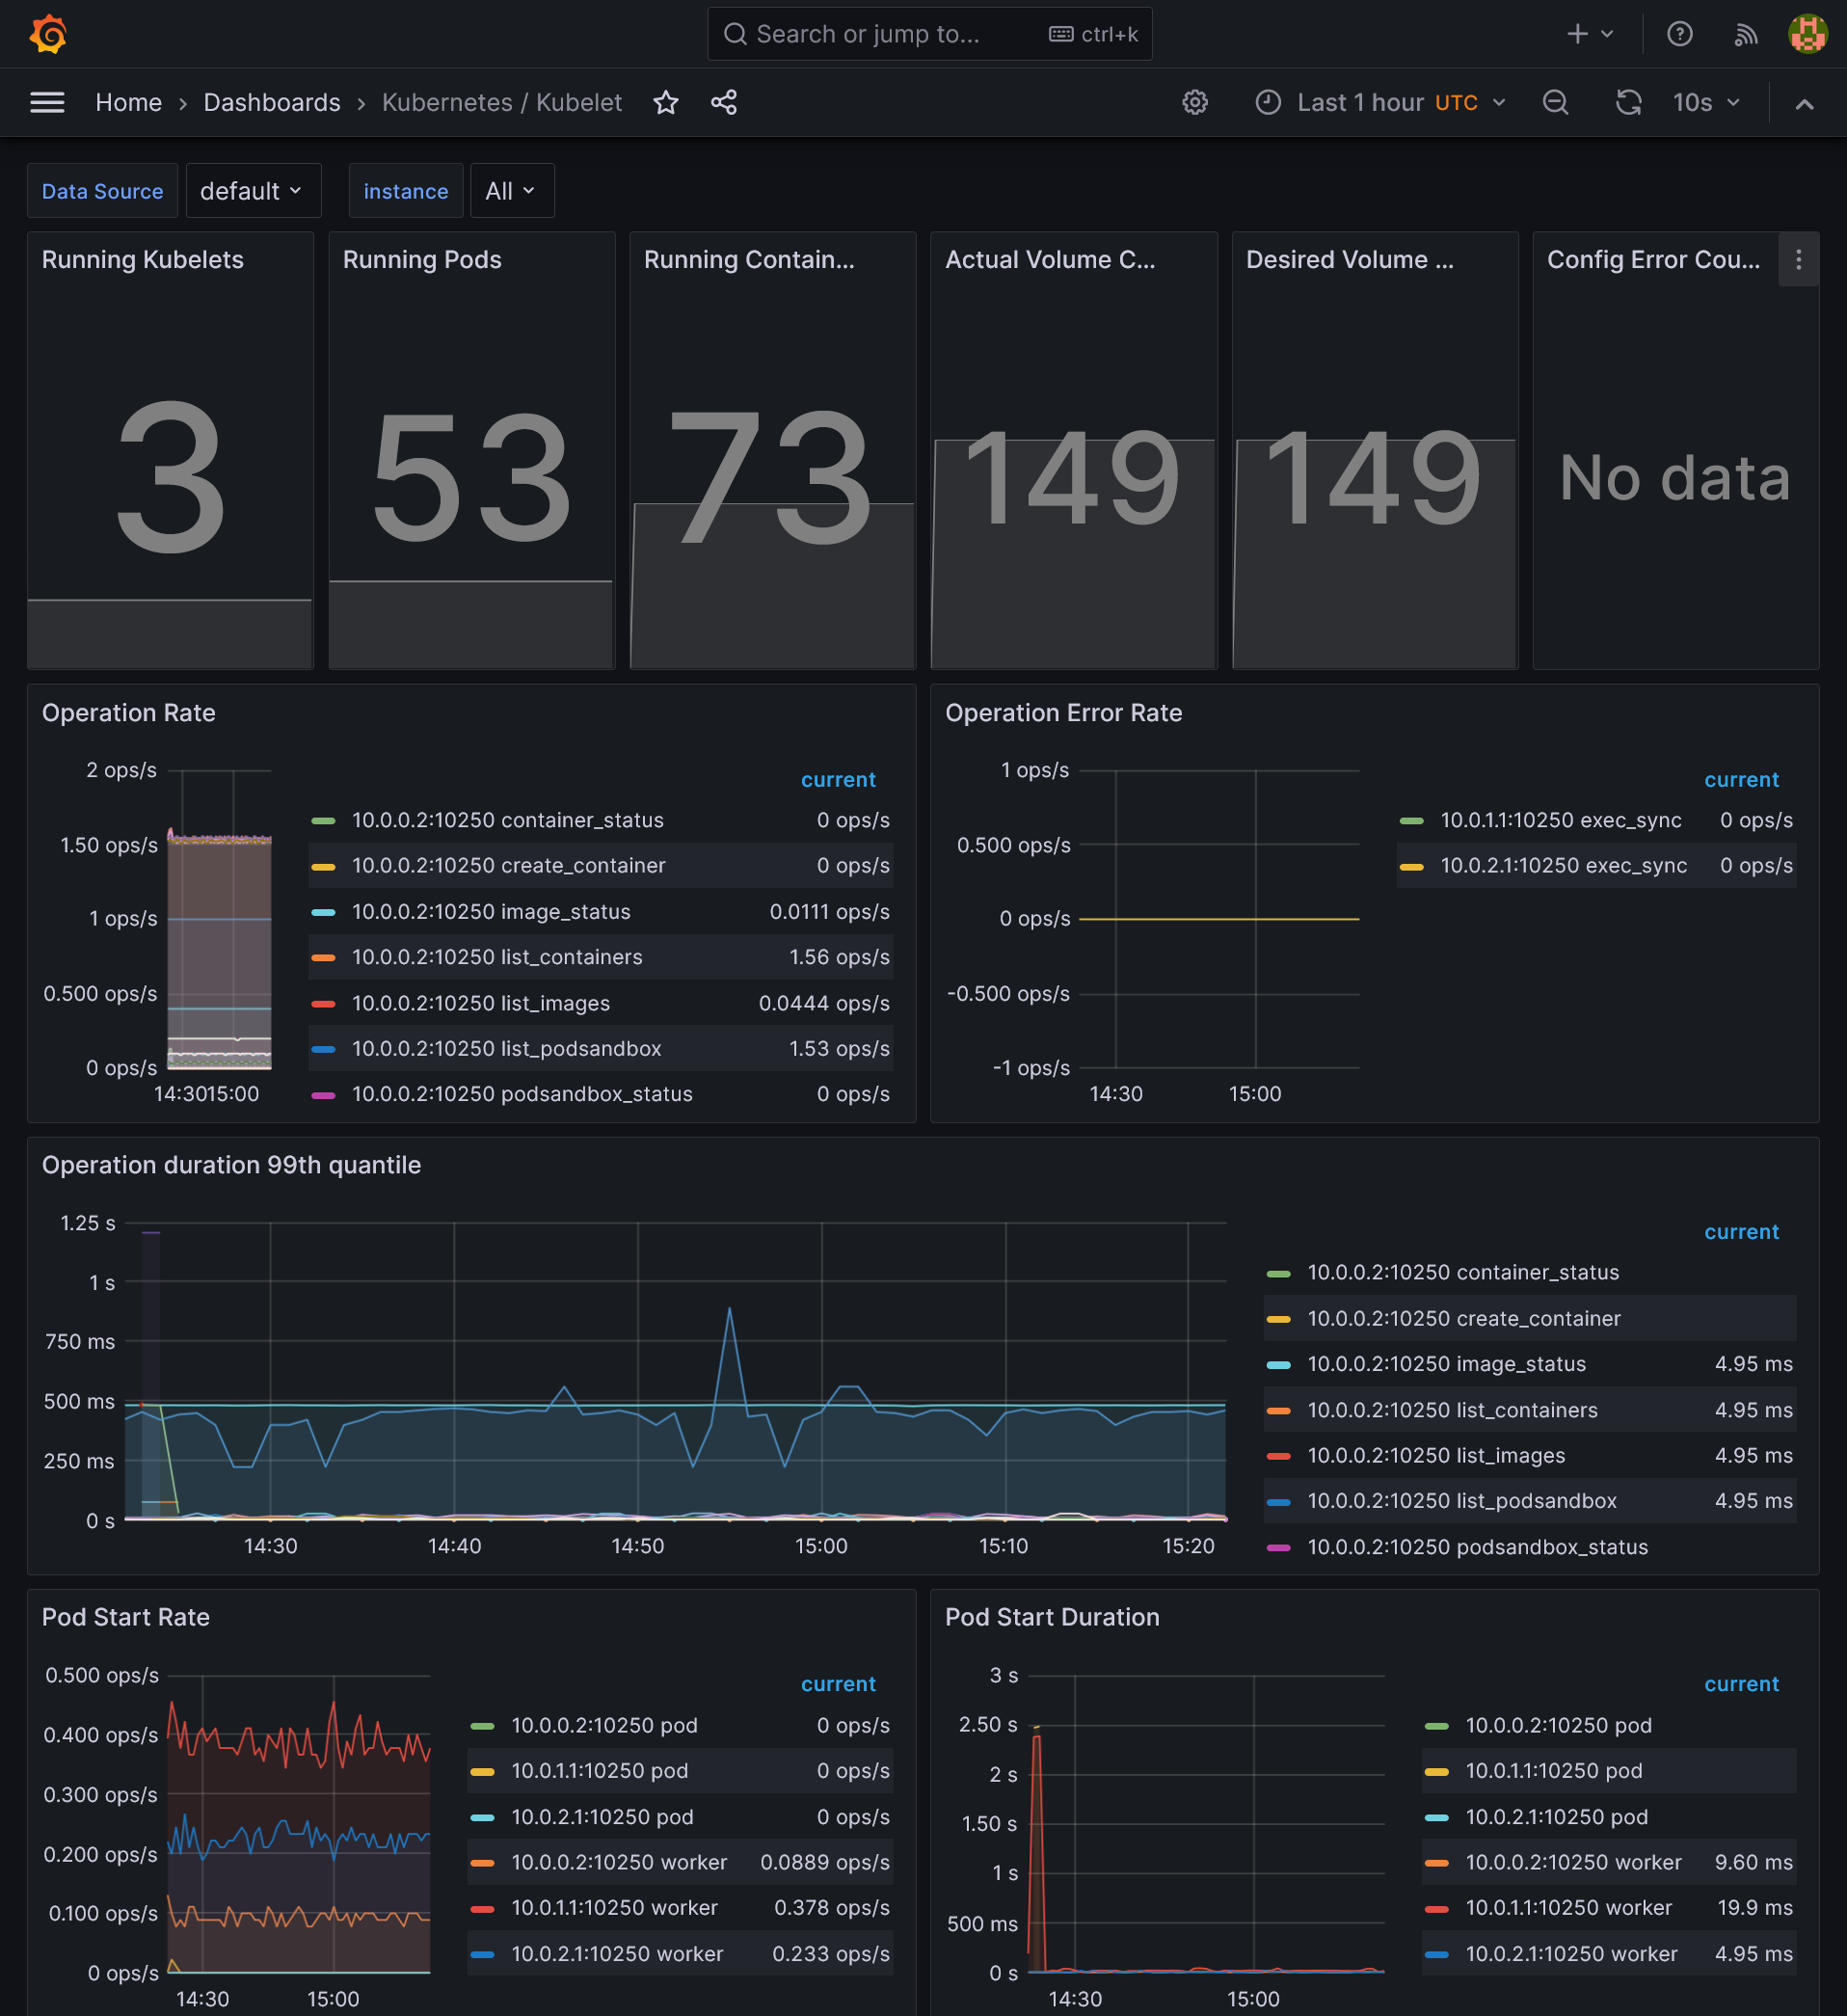 Search or jump to... ctrl+k
Home › Dashboards › Kubernetes / Kubelet Last 1 hour UTC 10s
Data Source default instance All
Running Kubelets
3
Running Pods
53
Running Contain...
73
Actual Volume C...
149
Desired Volume ...
149
Config Error Cou...
No data
Operation Rate
2 ops/s
1.50 ops/s
1 ops/s
0.500 ops/s
0 ops/s
14:30 15:00
current
10.0.0.2:10250 container_status 0 ops/s
10.0.0.2:10250 create_container 0 ops/s
10.0.0.2:10250 image_status 0.0111 ops/s
10.0.0.2:10250 list_containers 1.56 ops/s
10.0.0.2:10250 list_images 0.0444 ops/s
10.0.0.2:10250 list_podsandbox 1.53 ops/s
10.0.0.2:10250 podsandbox_status 0 ops/s
Operation Error Rate
1 ops/s
0.500 ops/s
0 ops/s
-0.500 ops/s
-1 ops/s
14:30 15:00
current
10.0.1.1:10250 exec_sync 0 ops/s
10.0.2.1:10250 exec_sync 0 ops/s
Operation duration 99th quantile
1.25 s
1 s
750 ms
500 ms
250 ms
0 s
14:30 14:40 14:50 15:00 15:10 15:20
current
10.0.0.2:10250 container_status
10.0.0.2:10250 create_container
10.0.0.2:10250 image_status 4.95 ms
10.0.0.2:10250 list_containers 4.95 ms
10.0.0.2:10250 list_images 4.95 ms
10.0.0.2:10250 list_podsandbox 4.95 ms
10.0.0.2:10250 podsandbox_status
Pod Start Rate
0.500 ops/s
0.400 ops/s
0.300 ops/s
0.200 ops/s
0.100 ops/s
0 ops/s
14:30 15:00
current
10.0.0.2:10250 pod 0 ops/s
10.0.1.1:10250 pod 0 ops/s
10.0.2.1:10250 pod 0 ops/s
10.0.0.2:10250 worker 0.0889 ops/s
10.0.1.1:10250 worker 0.378 ops/s
10.0.2.1:10250 worker 0.233 ops/s
Pod Start Duration
3 s
2.50 s
2 s
1.50 s
1 s
500 ms
0 s
14:30 15:00
current
10.0.0.2:10250 pod
10.0.1.1:10250 pod
10.0.2.1:10250 pod
10.0.0.2:10250 worker 9.60 ms
10.0.1.1:10250 worker 19.9 ms
10.0.2.1:10250 worker 4.95 ms